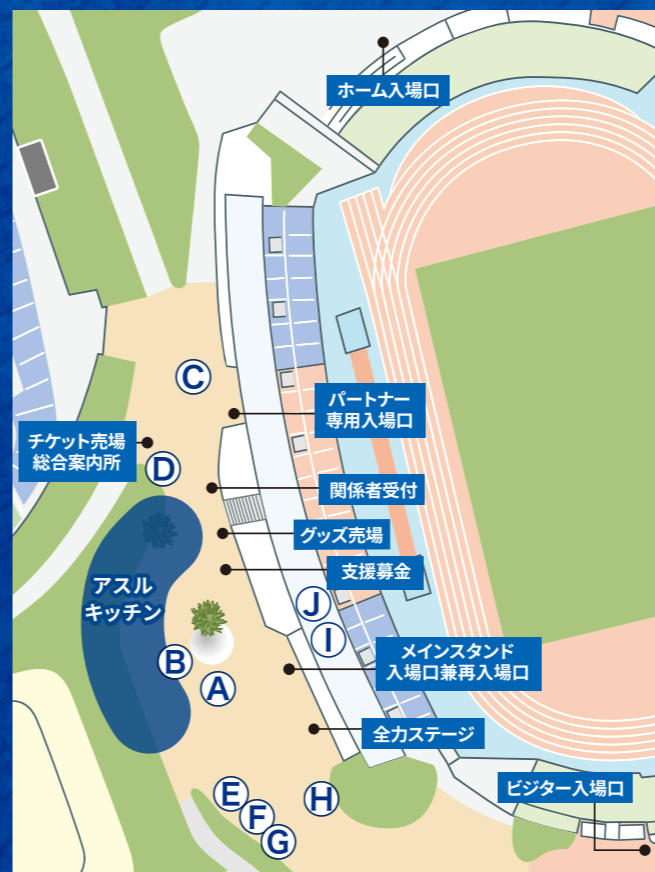 ホーム入場口
C
パートナー
専用入場口
チケット売場
総合案内所
D
関係者受付
グッズ売場
支援募金
アスル
キッチン
J
I
B
A
メインスタンド
入場口兼再入場口
全力ステージ
ビジター入場口
E
F
G
H